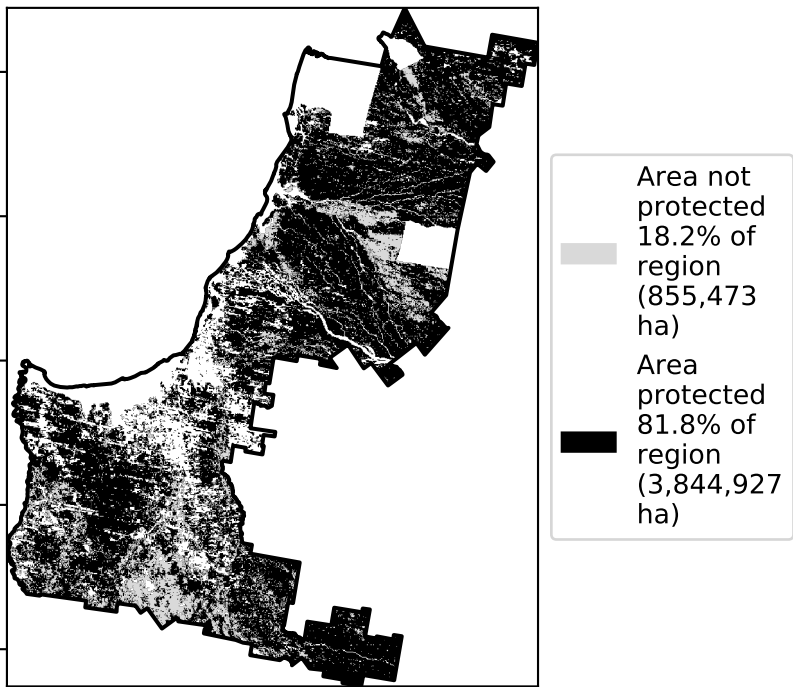 Area not
protected
18.2% of
region
(855,473
ha)
Area
protected
81.8% of
region
(3,844,927
ha)